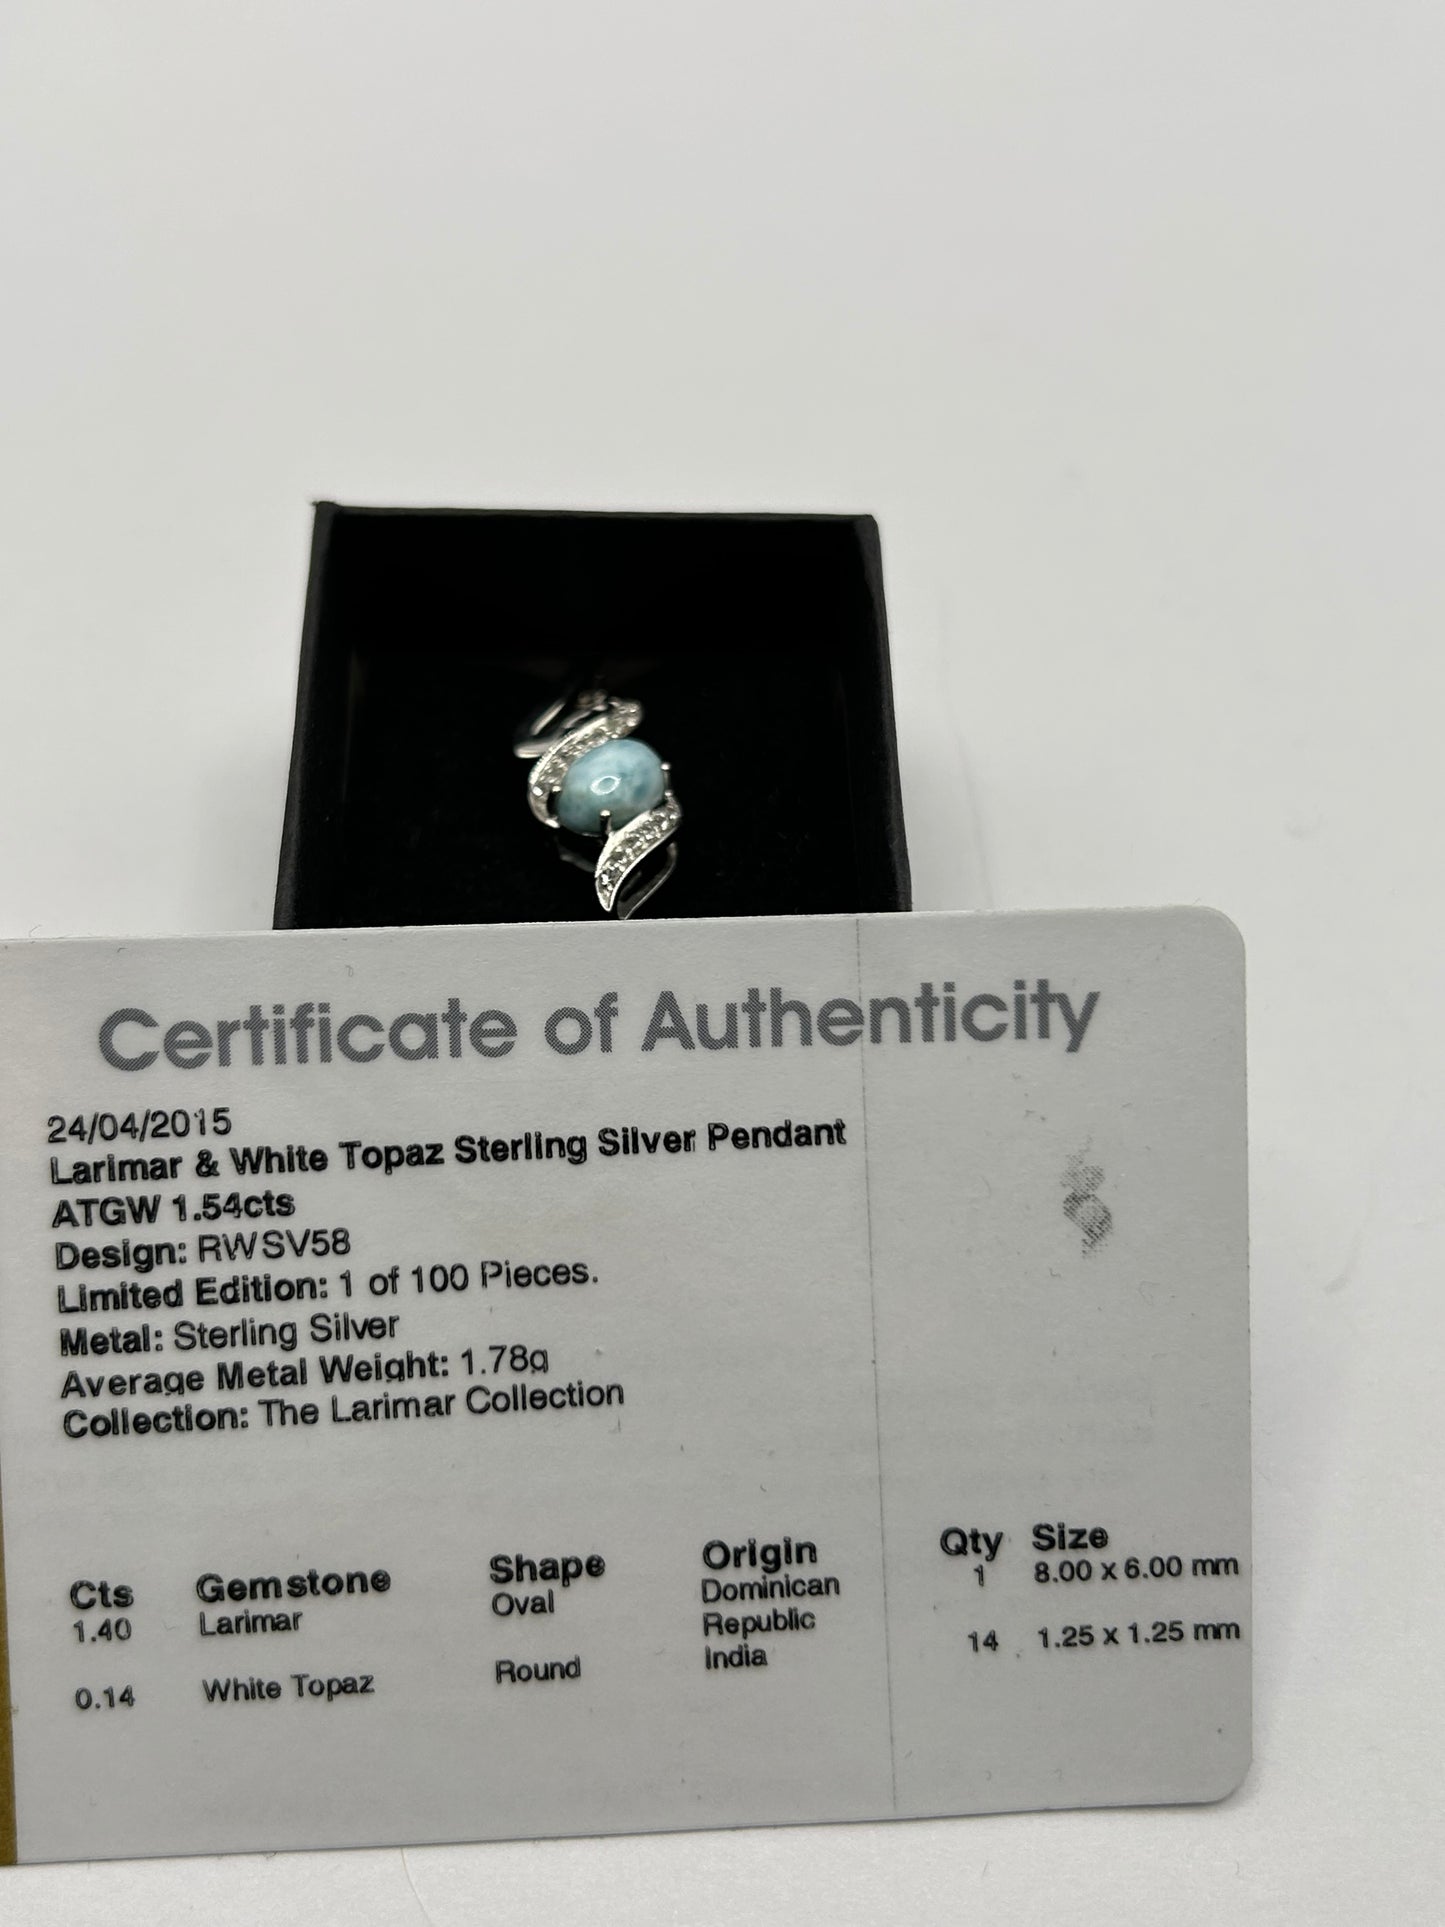 Certificate of Authenticity
24/04/2015
Larimar & White Topaz Sterling Silver Pendant
ATGW 1.54cts
Design: RWSV58
Limited Edition: 1 of 100 Pieces.
Metal: Sterling Silver
Average Metal Weight: 1.78g
Collection: The Larimar Collection
Cts Gemstone Shape Origin Qty Size
1.40 Larimar Oval Dominican 1 8.00 x 6.00 mm
Republic
0.14 White Topaz Round India 14 1.25 x 1.25 mm